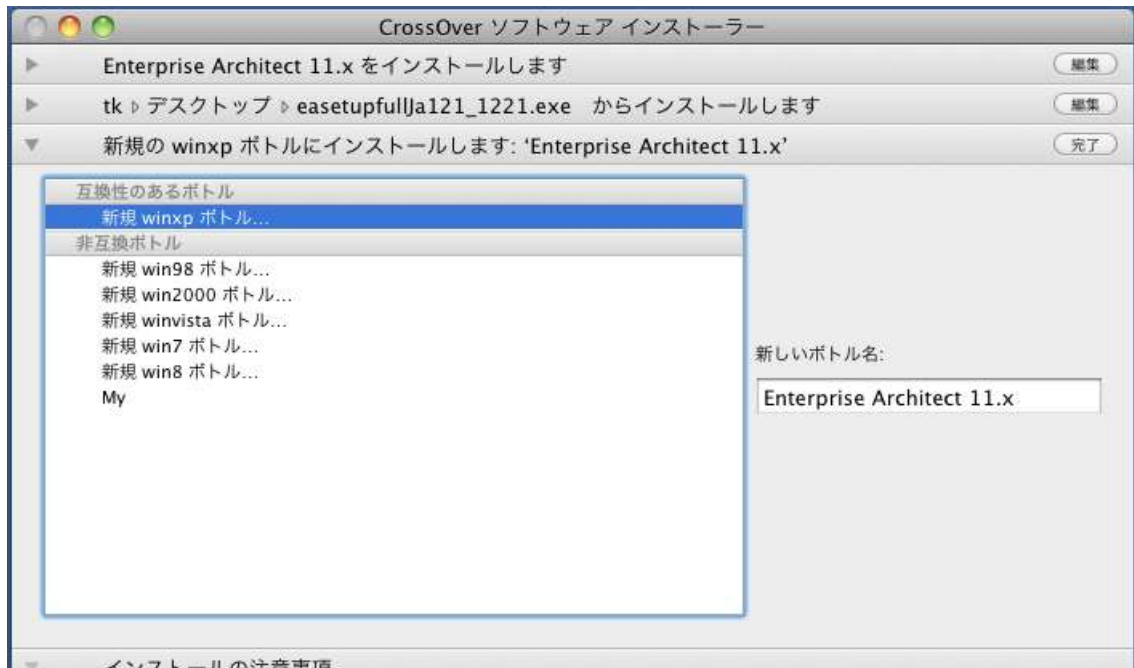 CrossOver ソフトウェア インストーラー
Enterprise Architect 11.x をインストールします 編集
tk ▹ デスクトップ ▹ easetupfullJa121_1221.exe からインストールします 編集
新規の winxp ボトルにインストールします: ‘Enterprise Architect 11.x’ 完了
互換性のあるボトル
新規 winxp ボトル...
非互換ボトル
新規 win98 ボトル...
新規 win2000 ボトル...
新規 winvista ボトル...
新規 win7 ボトル...
新規 win8 ボトル...
My
新しいボトル名:
Enterprise Architect 11.x
インストールの注意事項